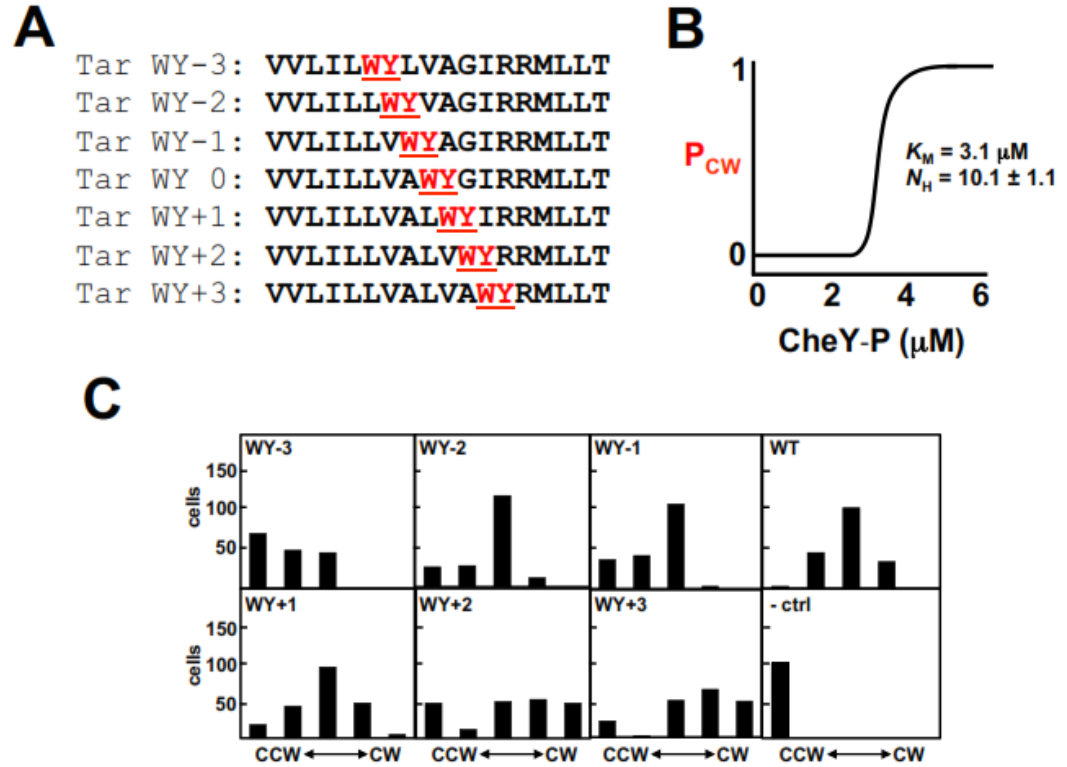 A
Tar WY-3: VVLILWYLVAGIRRMLLT
Tar WY-2: VVLILLWYVAGIRRMLLT
Tar WY-1: VVLILLVWYAGIRRMLLT
Tar WY 0: VVLILLVAWYGIRRMLLT
Tar WY+1: VVLILLVALWYIRRMLLT
Tar WY+2: VVLILLVALVWYRRMLLT
Tar WY+3: VVLILLVALVAWYRMLLT
B
1
PCW
KM = 3.1 μM
NH = 10.1 ± 1.1
0
0 2 4 6
CheY-P (μM)
C
WY-3 WY-2 WY-1 WT
150
100
50
cells
WY+1 WY+2 WY+3 - ctrl
150
100
50
cells
CCW CW CCW CW CCW CW CCW CW